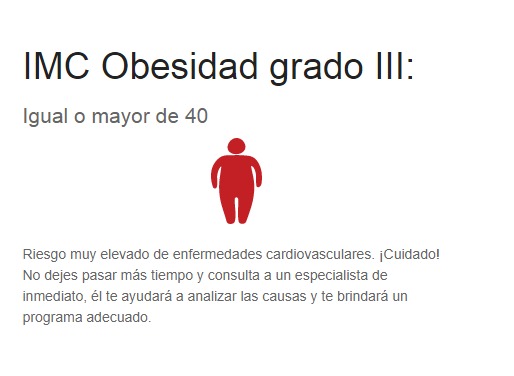 IMC Obesidad grado III:
Igual o mayor de 40
Riesgo muy elevado de enfermedades cardiovasculares. ¡Cuidado!
No dejes pasar más tiempo y consulta a un especialista de
inmediato, él te ayudará a analizar las causas y te brindará un
programa adecuado.